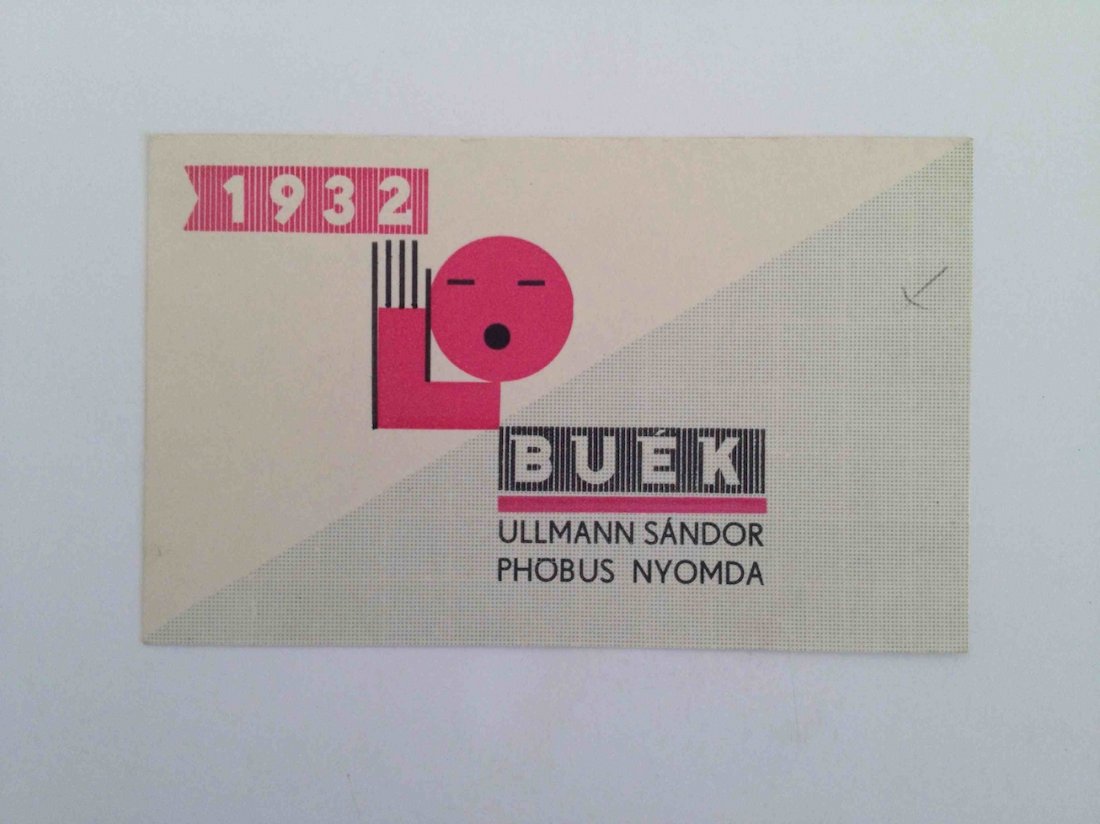 1932
BUÉK
ULLMANN SÁNDOR
PHÖBUS NYOMDA